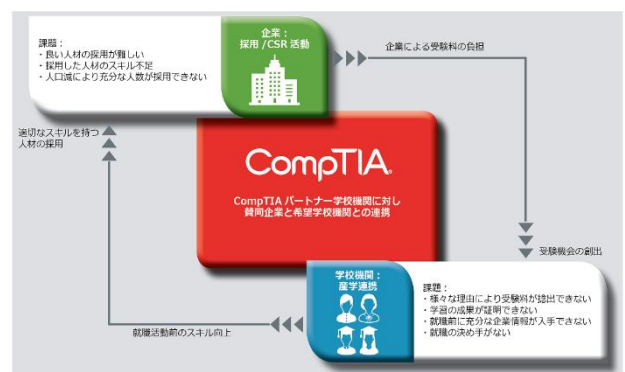 課題：
・良い人材の採用が難しい
・採用した人材のスキル不足
・人口減により充分な人数が採用できない
企業：
採用/CSR 活動
企業による受験料の負担
適切なスキルを持つ
人材の採用
CompTIA.
CompTIA パートナー学校機関に対し
賛同企業と希望学校機関との連携
受験機会の創出
学校機関：
産学連携
課題：
・様々な理由により受験料が捻出できない
・学習の成果が証明できない
・就職前に充分な企業情報が入手できない
・就職の決め手がない
就職活動前のスキル向上